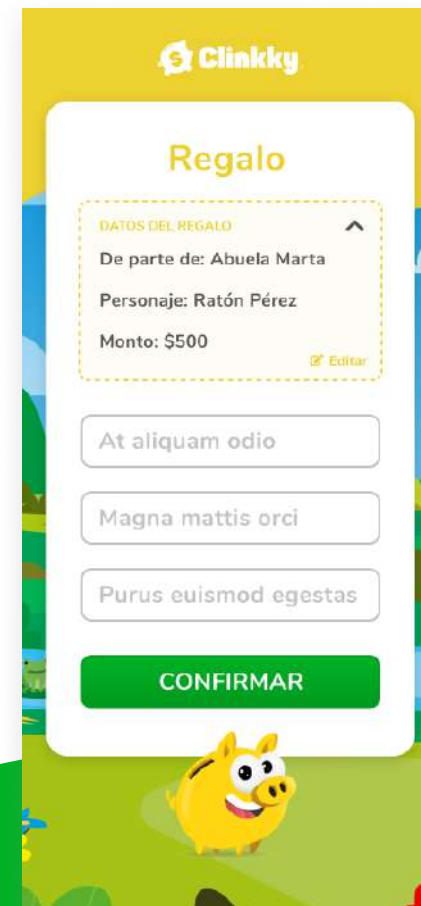 $ Clinkky
Regalo
DATOS DEL REGALO
De parte de: Abuela Marta
Personaje: Ratón Pérez
Monto: $500
Editar
At aliquam odio
Magna mattis orci
Purus euismod egestas
CONFIRMAR